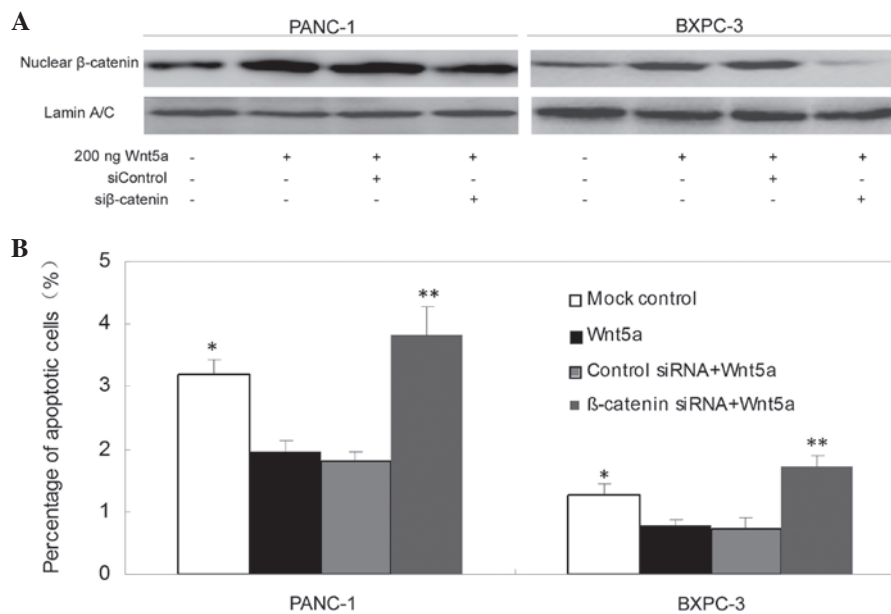 A
PANC-1 BXPC-3
Nuclear β-catenin
Lamin A/C
200 ng Wnt5a - + + + - + + +
siControl - - + - - - + -
siβ-catenin - - - + - - - +
B
Percentage of apoptotic cells (%)
5
4
3
2
1
0
* ** * **
Mock control
Wnt5a
Control siRNA+Wnt5a
ß-catenin siRNA+Wnt5a
PANC-1 BXPC-3